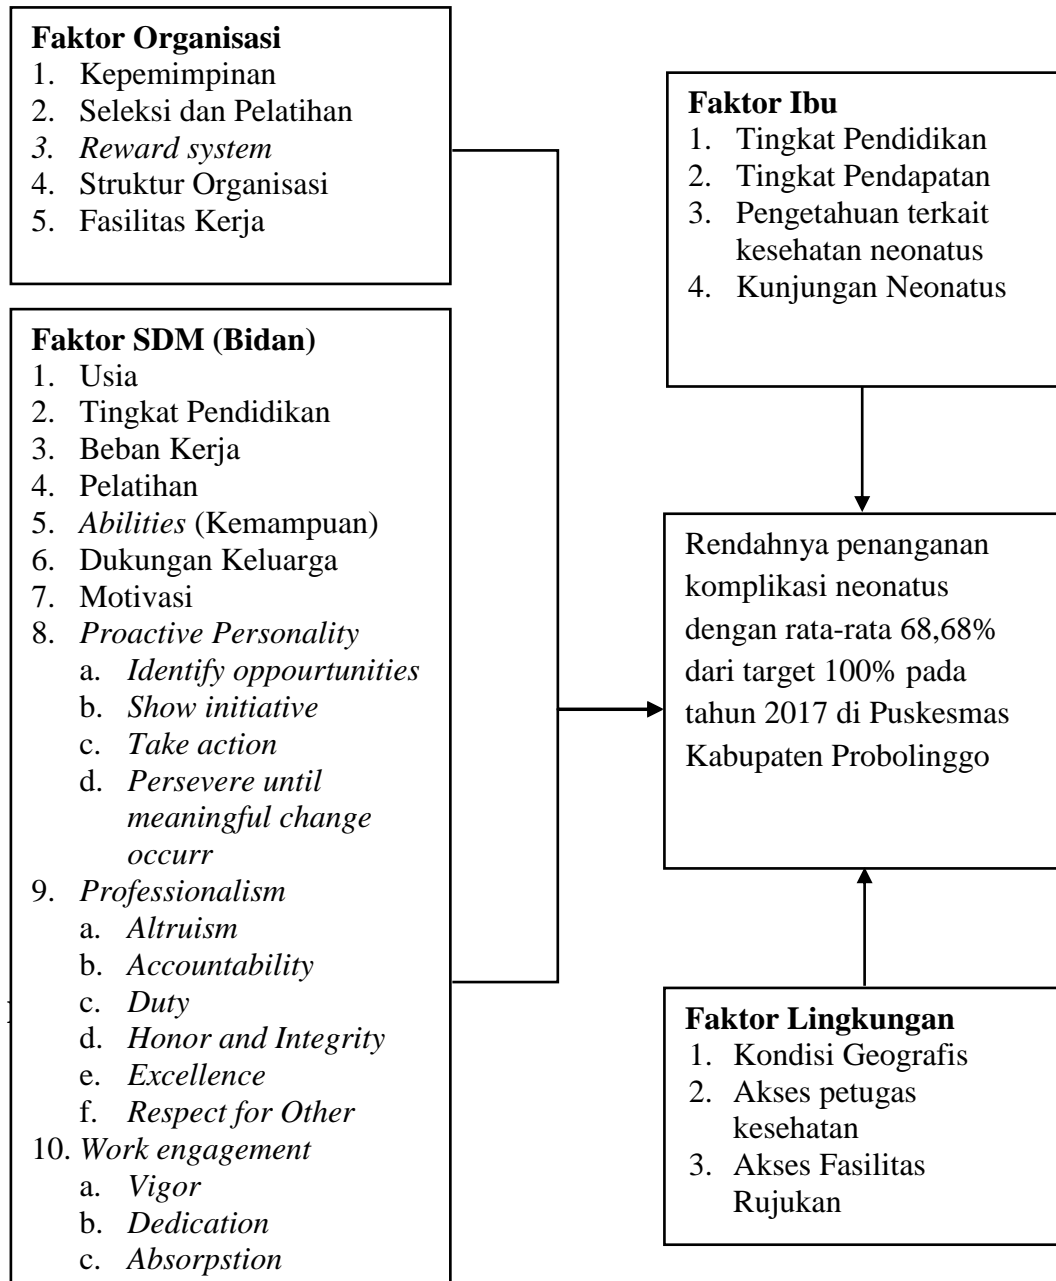 Faktor Organisasi
1. Kepemimpinan
2. Seleksi dan Pelatihan
3. Reward system
4. Struktur Organisasi
5. Fasilitas Kerja
Faktor SDM (Bidan)
1. Usia
2. Tingkat Pendidikan
3. Beban Kerja
4. Pelatihan
5. Abilities (Kemampuan)
6. Dukungan Keluarga
7. Motivasi
8. Proactive Personality
a. Identify oppourtunities
b. Show initiative
c. Take action
d. Persevere until
meaningful change
occurr
9. Professionalism
a. Altruism
b. Accountability
c. Duty
d. Honor and Integrity
e. Excellence
f. Respect for Other
10. Work engagement
a. Vigor
b. Dedication
c. Absorpstion
Faktor Ibu
1. Tingkat Pendidikan
2. Tingkat Pendapatan
3. Pengetahuan terkait
kesehatan neonatus
4. Kunjungan Neonatus
Rendahnya penanganan
komplikasi neonatus
dengan rata-rata 68,68%
dari target 100% pada
tahun 2017 di Puskesmas
Kabupaten Probolinggo
Faktor Lingkungan
1. Kondisi Geografis
2. Akses petugas
kesehatan
3. Akses Fasilitas
Rujukan